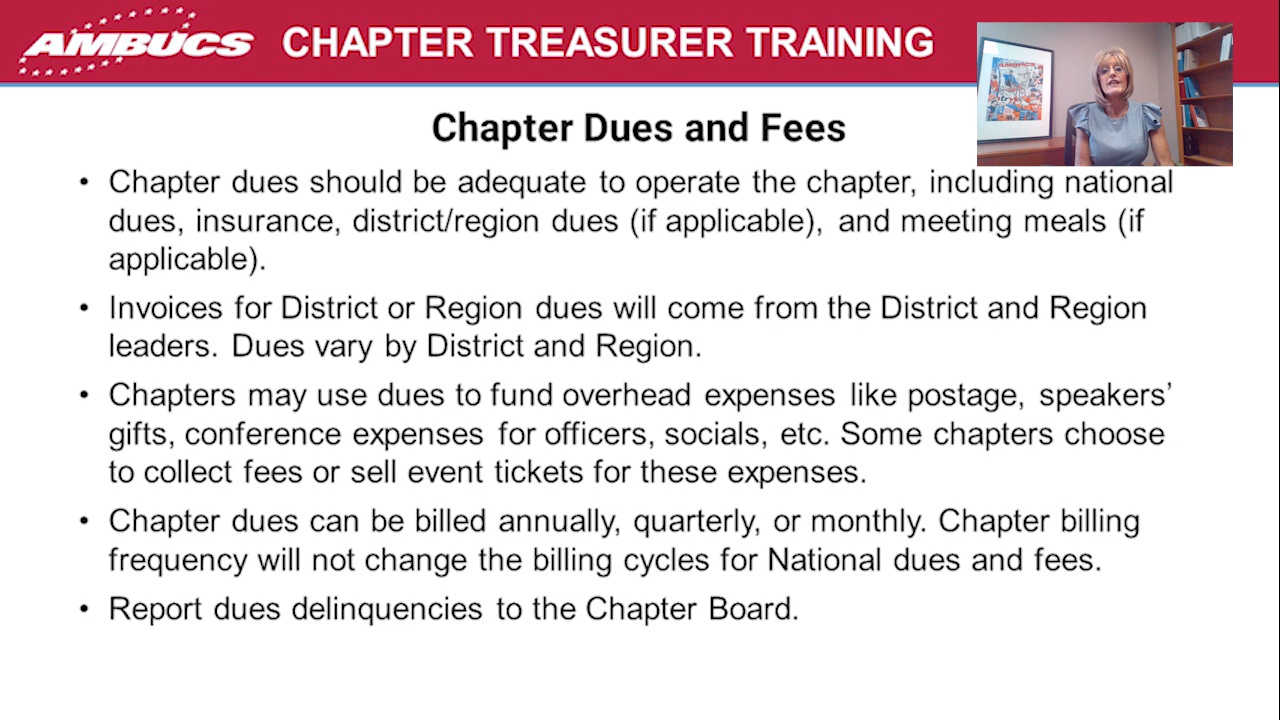 AMBUCS CHAPTER TREASURER TRAINING
AMBUCS
Chapter Dues and Fees
• Chapter dues should be adequate to operate the chapter, including national
dues, insurance, district/region dues (if applicable), and meeting meals (if
applicable).
• Invoices for District or Region dues will come from the District and Region
leaders. Dues vary by District and Region.
• Chapters may use dues to fund overhead expenses like postage, speakers’
gifts, conference expenses for officers, socials, etc. Some chapters choose
to collect fees or sell event tickets for these expenses.
• Chapter dues can be billed annually, quarterly, or monthly. Chapter billing
frequency will not change the billing cycles for National dues and fees.
• Report dues delinquencies to the Chapter Board.